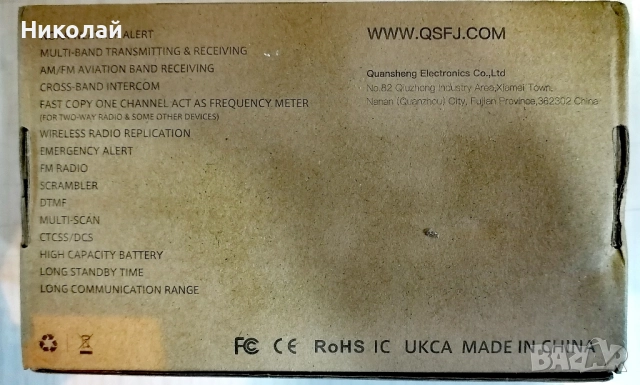 Николай
ALERT
WWW.QSFJ.COM
MULTI-BAND TRANSMITTING & RECEIVING
AM/FM AVIATION BAND RECEIVING
CROSS-BAND INTERCOM
FAST COPY ONE CHANNEL ACT AS FREQUENCY METER
(FOR TWO-WAY RADIO & SOME OTHER DEVICES)
WIRELESS RADIO REPLICATION
EMERGENCY ALERT
FM RADIO
SCRAMBLER
DTMF
MULTI-SCAN
CTCSS/DCS
HIGH CAPACITY BATTERY
LONG STANDBY TIME
LONG COMMUNICATION RANGE
Quansheng Electronics Co.,Ltd
No.82 Qiuzhong Industry Area,Xiamei Town,
Nanan (Quanzhou) City, Fujian Province,362302 China
FC CE RoHS IC UKCA MADE IN CHINA
bazar